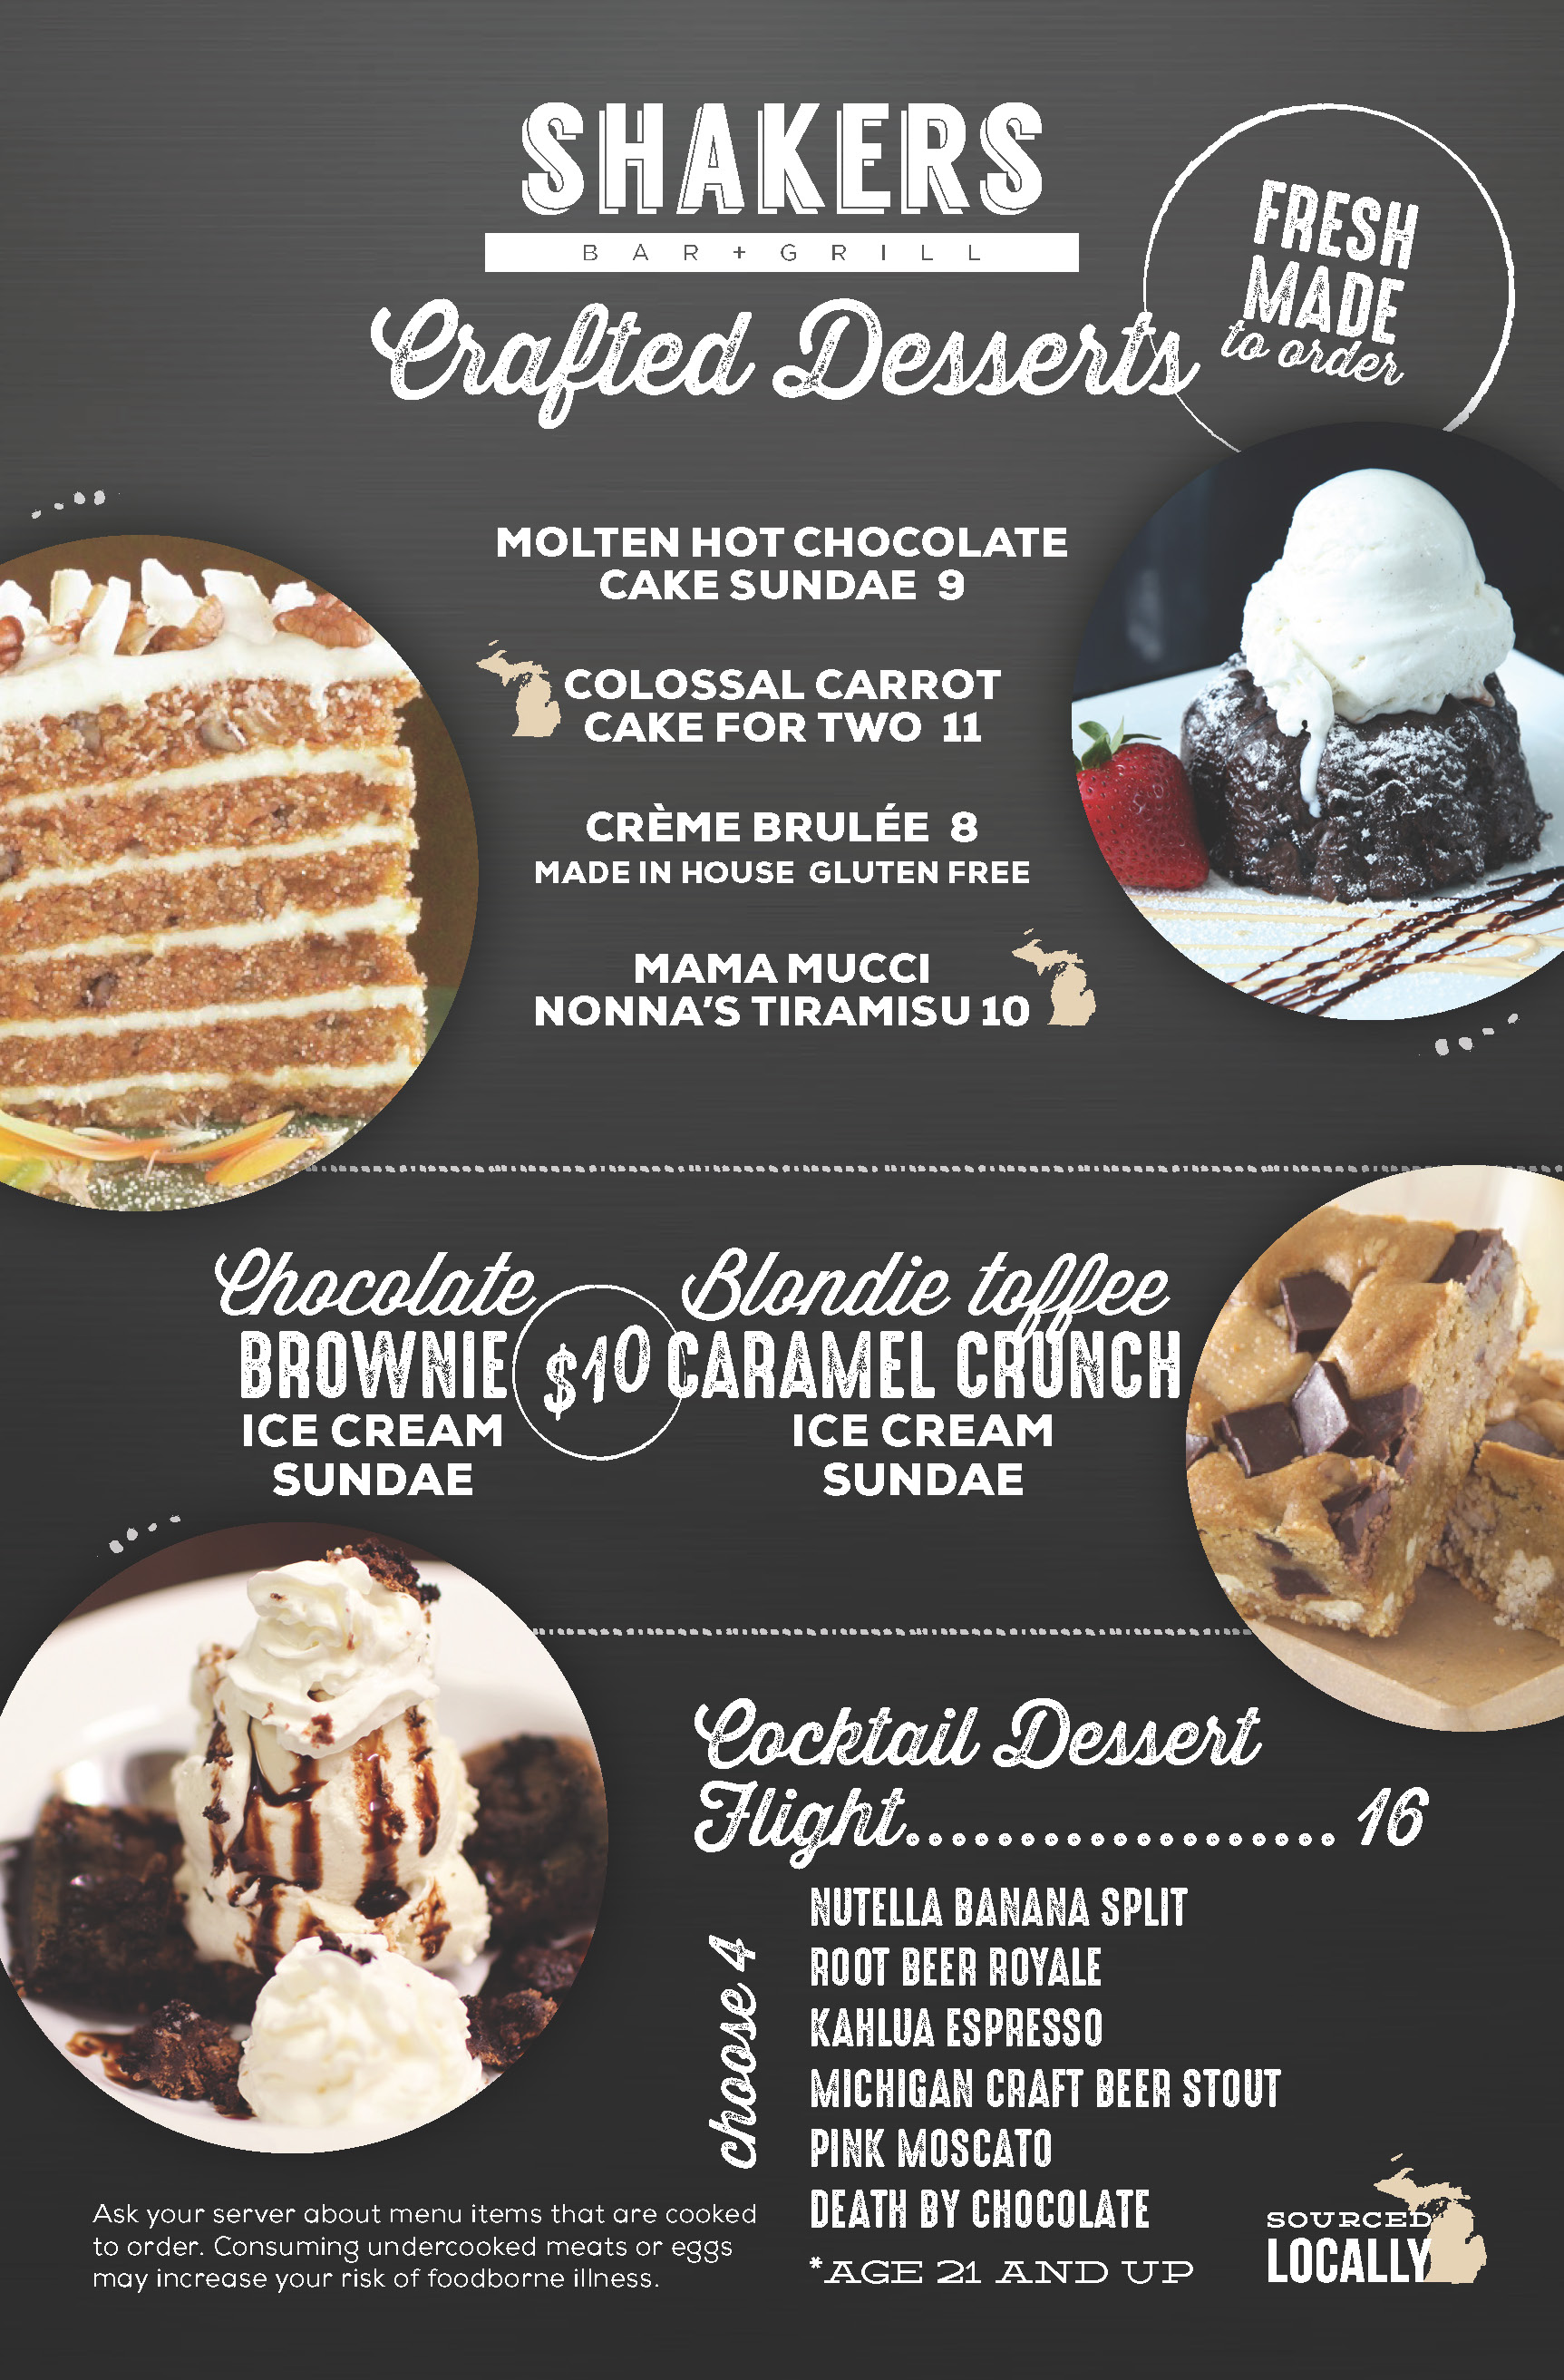 SHAKERS
BAR + GRILL
Crafted Desserts
FRESH
MADE
to order
MOLTEN HOT CHOCOLATE
CAKE SUNDAE 9
COLOSSAL CARROT
CAKE FOR TWO 11
CRÈME BRULÉE 8
MADE IN HOUSE GLUTEN FREE
MAMA MUCCI
NONNA'S TIRAMISU 10
Chocolate
BROWNIE
ICE CREAM
SUNDAE
$10
Blondie toffee
CARAMEL CRUNCH
ICE CREAM
SUNDAE
Cocktail Dessert
Flight................... 16
choose 4
NUTELLA BANANA SPLIT
ROOT BEER ROYALE
KAHLUA ESPRESSO
MICHIGAN CRAFT BEER STOUT
PINK MOSCATO
DEATH BY CHOCOLATE
*AGE 21 AND UP
Ask your server about menu items that are cooked
to order. Consuming undercooked meats or eggs
may increase your risk of foodborne illness.
SOURCED
LOCALLY